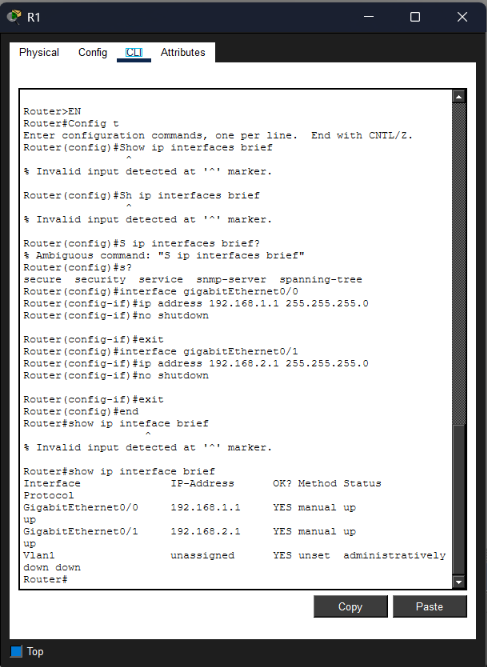 R1
Physical Config CLI Attributes
Router>EN
Router#Config t
Enter configuration commands, one per line. End with CNTL/Z.
Router(config)#Show ip interfaces brief
^
% Invalid input detected at '^' marker.
Router(config)#Sh ip interfaces brief
^
% Invalid input detected at '^' marker.
Router(config)#S ip interfaces brief?
% Ambiguous command: "S ip interfaces brief"
Router(config)#s?
secure security service snmp-server spanning-tree
Router(config)#interface gigabitEthernet0/0
Router(config-if)#ip address 192.168.1.1 255.255.255.0
Router(config-if)#no shutdown
Router(config-if)#exit
Router(config)#interface gigabitEthernet0/1
Router(config-if)#ip address 192.168.2.1 255.255.255.0
Router(config-if)#no shutdown
Router(config-if)#exit
Router(config)#end
Router#show ip inteface brief
^
% Invalid input detected at '^' marker.
Router#show ip interface brief
Interface IP-Address OK? Method Status
Protocol
GigabitEthernet0/0 192.168.1.1 YES manual up
up
GigabitEthernet0/1 192.168.2.1 YES manual up
up
Vlan1 unassigned YES unset administratively
down down
Router#
Copy Paste
Top